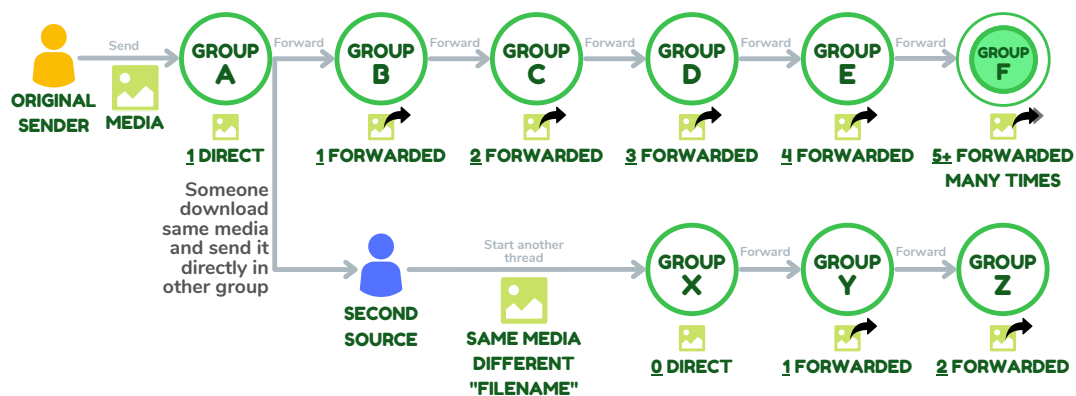 Send
Forward
Forward
Forward
Forward
Forward
GROUP
A
GROUP
B
GROUP
C
GROUP
D
GROUP
E
GROUP
F
ORIGINAL
SENDER
MEDIA
1 DIRECT
1 FORWARDED
2 FORWARDED
3 FORWARDED
4 FORWARDED
5+ FORWARDED
MANY TIMES
Someone
download
same media
and send it
directly in
other group
SECOND
SOURCE
Start another
thread
SAME MEDIA
DIFFERENT
"FILENAME"
GROUP
X
Forward
GROUP
Y
Forward
GROUP
Z
0 DIRECT
1 FORWARDED
2 FORWARDED